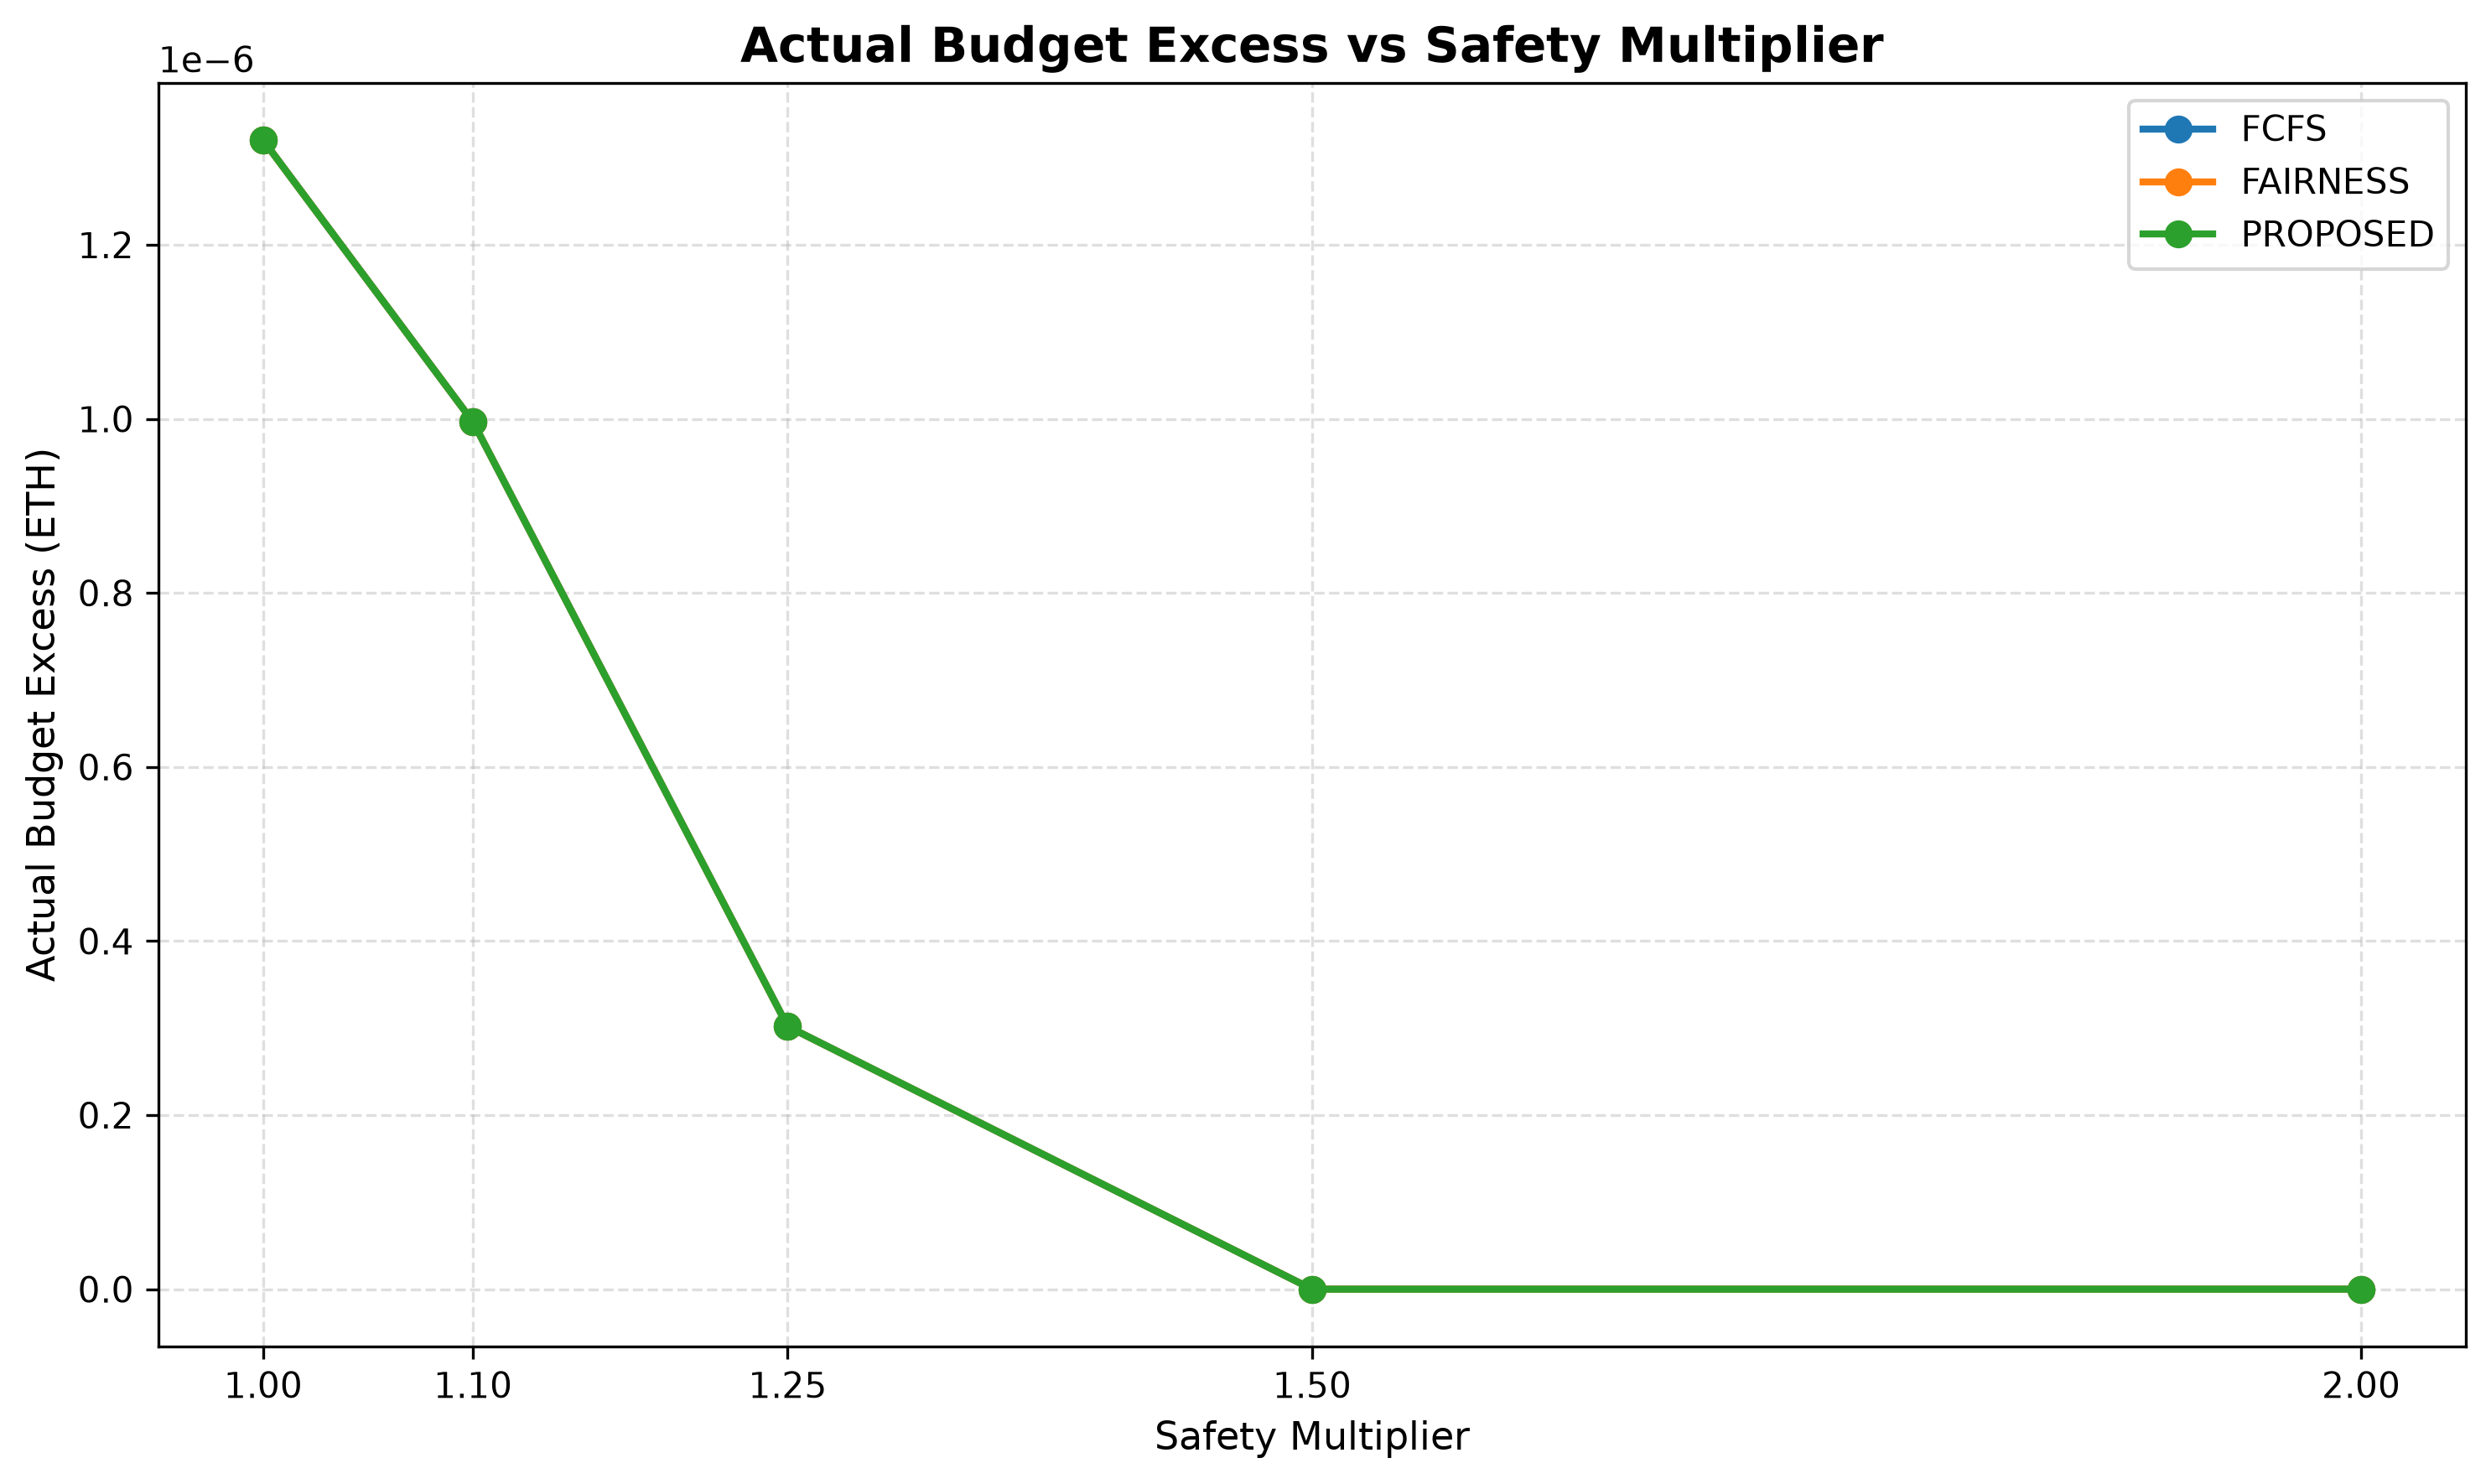 Actual Budget Excess vs Safety Multiplier
1e−6
FCFS
FAIRNESS
PROPOSED
Actual Budget Excess (ETH)
1.2
1.0
0.8
0.6
0.4
0.2
0.0
1.00 1.10 1.25 1.50 2.00
Safety Multiplier